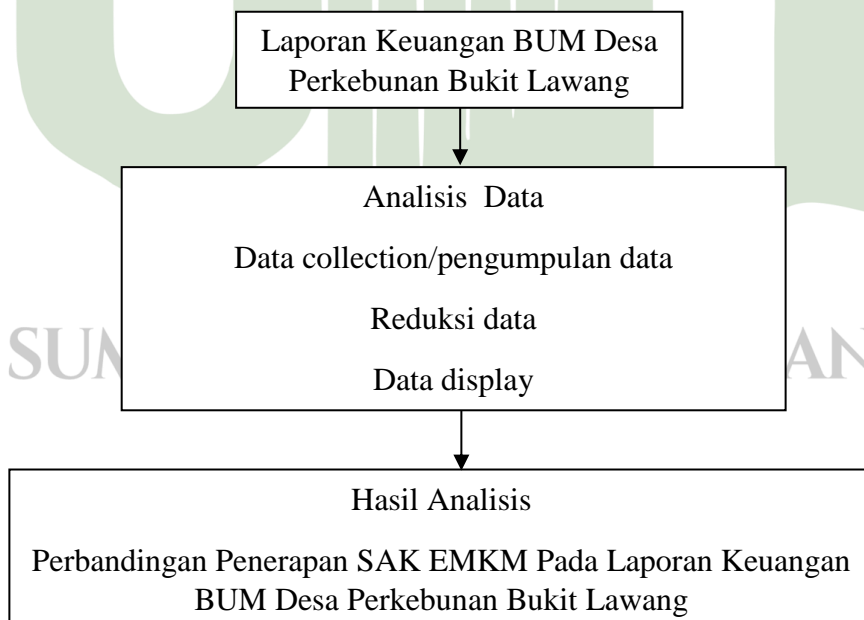 Laporan Keuangan BUM Desa
Perkebunan Bukit Lawang
Analisis Data
Data collection/pengumpulan data
Reduksi data
Data display
Hasil Analisis
Perbandingan Penerapan SAK EMKM Pada Laporan Keuangan
BUM Desa Perkebunan Bukit Lawang